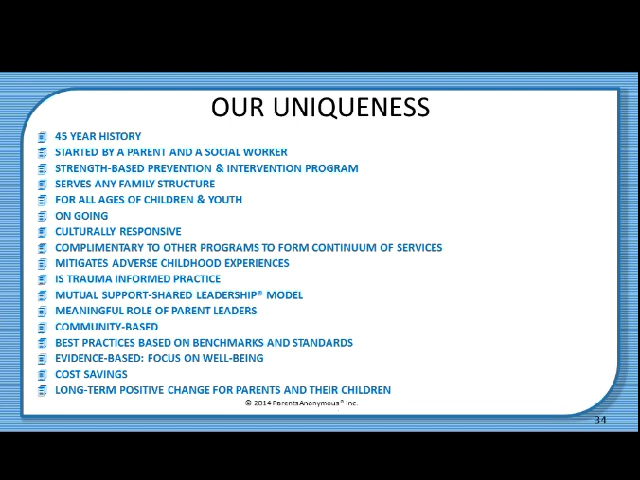 OUR UNIQUENESS
45 YEAR HISTORY
STARTED BY A PARENT AND A SOCIAL WORKER
STRENGTH-BASED PREVENTION & INTERVENTION PROGRAM
SERVES ANY FAMILY STRUCTURE
FOR ALL AGES OF CHILDREN & YOUTH
ON GOING
CULTURALLY RESPONSIVE
COMPLIMENTARY TO OTHER PROGRAMS TO FORM CONTINUUM OF SERVICES
MITIGATES ADVERSE CHILDHOOD EXPERIENCES
IS TRAUMA INFORMED PRACTICE
MUTUAL SUPPORT-SHARED LEADERSHIP® MODEL
MEANINGFUL ROLE OF PARENT LEADERS
COMMUNITY-BASED
BEST PRACTICES BASED ON BENCHMARKS AND STANDARDS
EVIDENCE-BASED: FOCUS ON WELL-BEING
COST SAVINGS
LONG-TERM POSITIVE CHANGE FOR PARENTS AND THEIR CHILDREN
© 2014 Parents Anonymous® Inc.
34